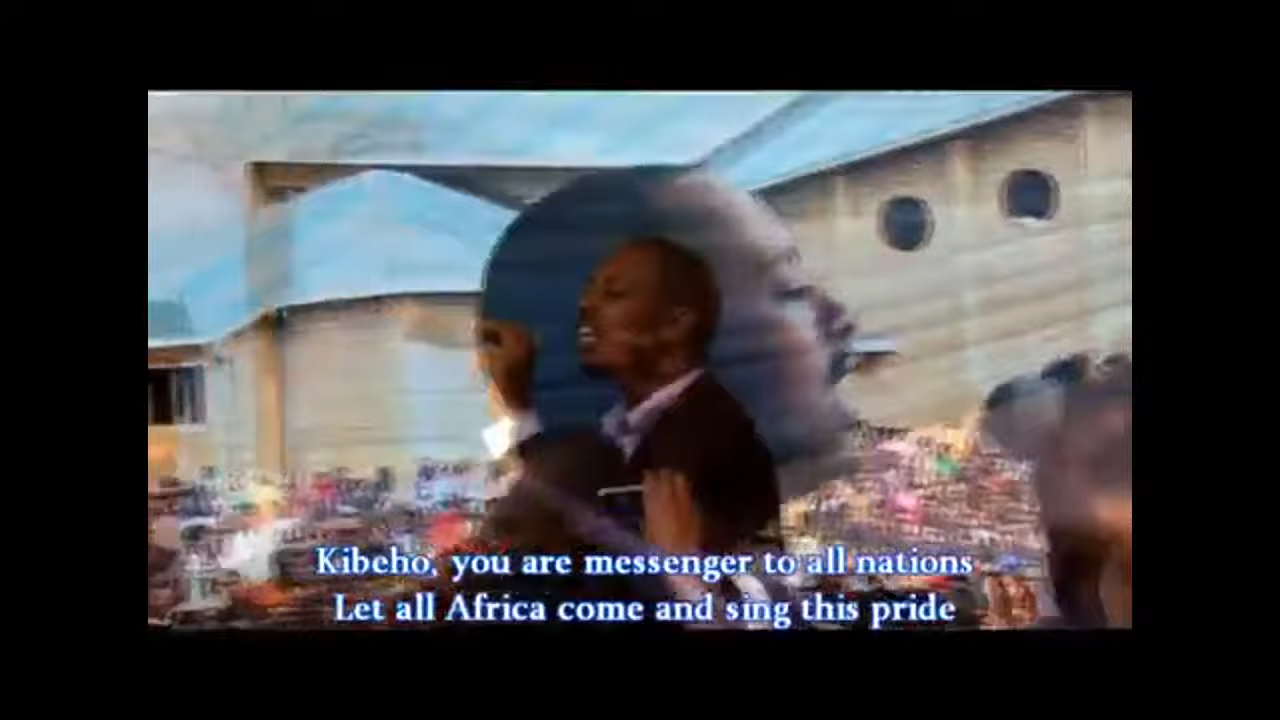 Kibeho, you are messenger to all nations
Let all Africa come and sing this pride